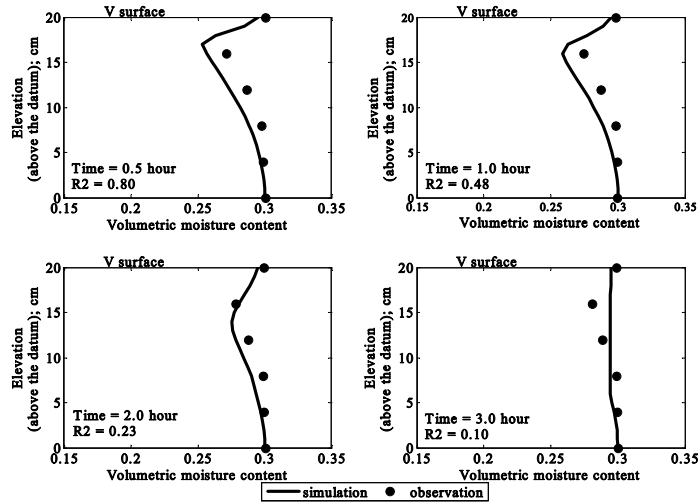 V surface
V surface
20
15
10
5
0
Elevation
(above the datum); cm
Time = 0.5 hour
R2 = 0.80
0.15 0.2 0.25 0.3 0.35
Volumetric moisture content
20
15
10
5
0
Elevation
(above the datum); cm
Time = 1.0 hour
R2 = 0.48
0.15 0.2 0.25 0.3 0.35
Volumetric moisture content
V surface
V surface
20
15
10
5
0
Elevation
(above the datum); cm
Time = 2.0 hour
R2 = 0.23
0.15 0.2 0.25 0.3 0.35
Volumetric moisture content
20
15
10
5
0
Elevation
(above the datum); cm
Time = 3.0 hour
R2 = 0.10
0.15 0.2 0.25 0.3 0.35
Volumetric moisture content
simulation observation